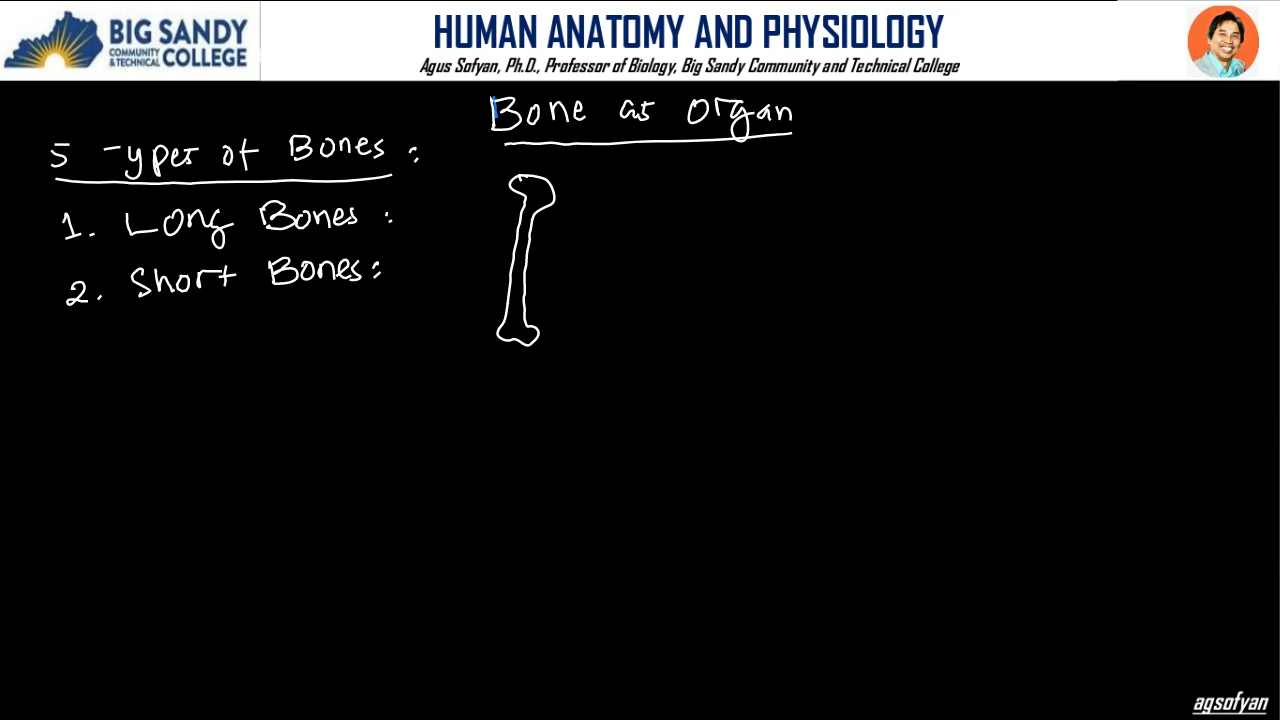 BIG SANDY
COMMUNITY
& TECHNICAL COLLEGE
HUMAN ANATOMY AND PHYSIOLOGY
Agus Sofyan, Ph.D., Professor of Biology, Big Sandy Community and Technical College
Bone as Organ
5 Types of Bones :
1. Long Bones :
2. Short Bones :
agsofyan